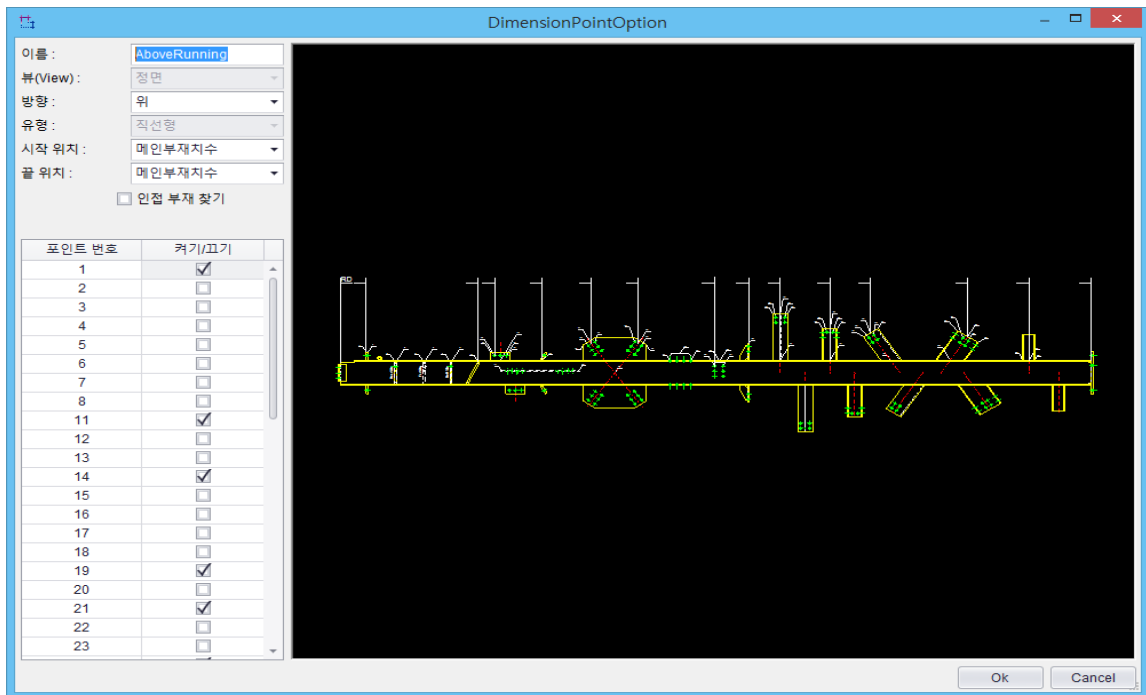 DimensionPointOption
이름 : AboveRunning
뷰(View) : 정면
방향 : 위
유형 : 직선형
시작 위치 : 메인부재치수
끝 위치 : 메인부재치수
인접 부재 찾기
포인트 번호 켜기/끄기
1
2
3
4
5
6
7
8
11
12
13
14
15
16
17
18
19
20
21
22
23
RD
Ok Cancel